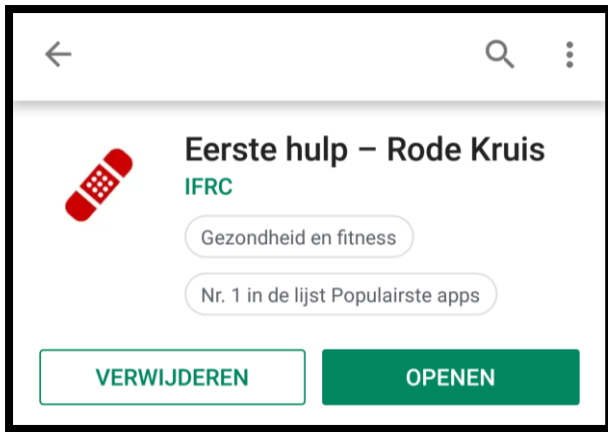 Eerste hulp – Rode Kruis
IFRC
Gezondheid en fitness
Nr. 1 in de lijst Populairste apps
VERWIJDEREN OPENEN